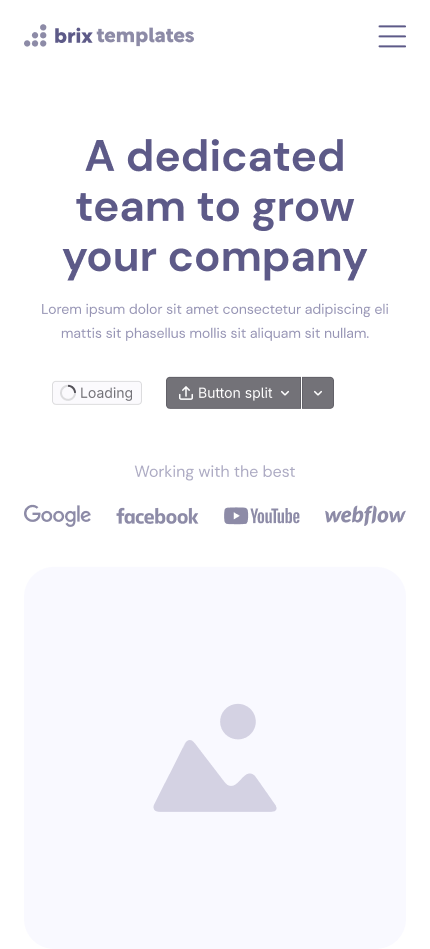 brix templates
A dedicated
team to grow
your company
Lorem ipsum dolor sit amet consectetur adipiscing eli
mattis sit phasellus mollis sit aliquam sit nullam.
Loading
Button split
Working with the best
Google facebook YouTube webflow